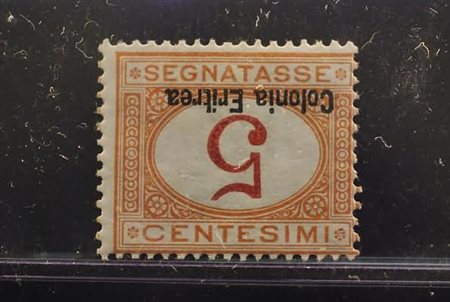 SEGNATASSE
Colonia Eritrea
5
CENTESIMI